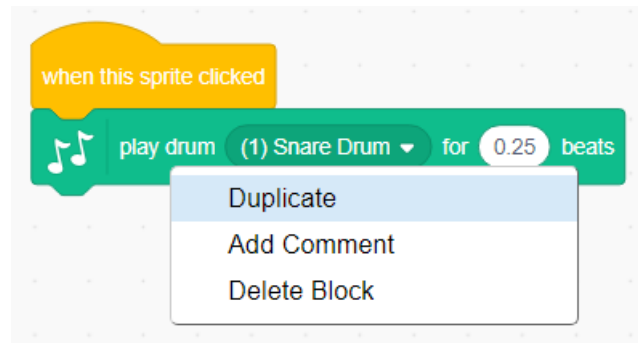 when this sprite clicked
play drum (1) Snare Drum for 0.25 beats
Duplicate
Add Comment
Delete Block